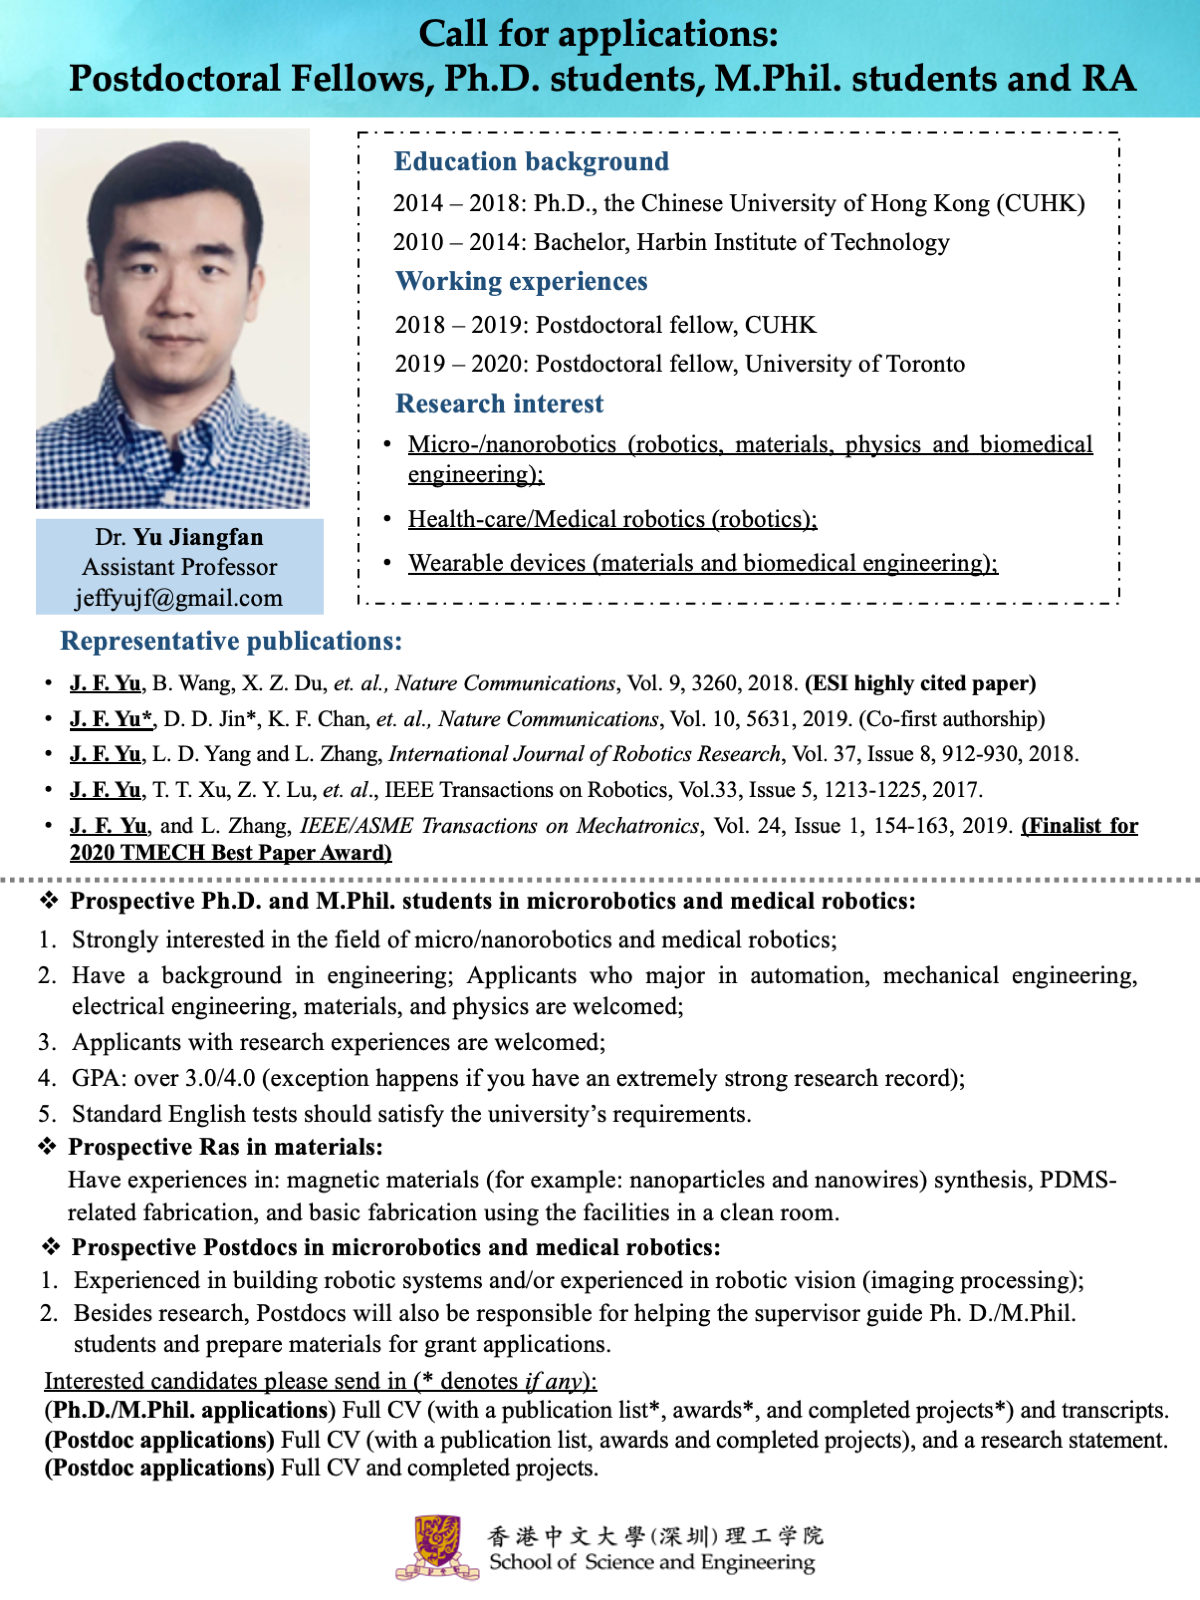 Call for applications:
Postdoctoral Fellows, Ph.D. students, M.Phil. students and RA
Dr. Yu Jiangfan
Assistant Professor
jeffyujf@gmail.com
Education background
2014 – 2018: Ph.D., the Chinese University of Hong Kong (CUHK)
2010 – 2014: Bachelor, Harbin Institute of Technology
Working experiences
2018 – 2019: Postdoctoral fellow, CUHK
2019 – 2020: Postdoctoral fellow, University of Toronto
Research interest
• Micro-/nanorobotics (robotics, materials, physics and biomedical
engineering);
• Health-care/Medical robotics (robotics);
• Wearable devices (materials and biomedical engineering);
Representative publications:
• J. F. Yu, B. Wang, X. Z. Du, et. al., Nature Communications, Vol. 9, 3260, 2018. (ESI highly cited paper)
• J. F. Yu*, D. D. Jin*, K. F. Chan, et. al., Nature Communications, Vol. 10, 5631, 2019. (Co-first authorship)
• J. F. Yu, L. D. Yang and L. Zhang, International Journal of Robotics Research, Vol. 37, Issue 8, 912-930, 2018.
• J. F. Yu, T. T. Xu, Z. Y. Lu, et. al., IEEE Transactions on Robotics, Vol.33, Issue 5, 1213-1225, 2017.
• J. F. Yu, and L. Zhang, IEEE/ASME Transactions on Mechatronics, Vol. 24, Issue 1, 154-163, 2019. (Finalist for
2020 TMECH Best Paper Award)
❖ Prospective Ph.D. and M.Phil. students in microrobotics and medical robotics:
1. Strongly interested in the field of micro/nanorobotics and medical robotics;
2. Have a background in engineering; Applicants who major in automation, mechanical engineering,
electrical engineering, materials, and physics are welcomed;
3. Applicants with research experiences are welcomed;
4. GPA: over 3.0/4.0 (exception happens if you have an extremely strong research record);
5. Standard English tests should satisfy the university’s requirements.
❖ Prospective Ras in materials:
Have experiences in: magnetic materials (for example: nanoparticles and nanowires) synthesis, PDMS-
related fabrication, and basic fabrication using the facilities in a clean room.
❖ Prospective Postdocs in microrobotics and medical robotics:
1. Experienced in building robotic systems and/or experienced in robotic vision (imaging processing);
2. Besides research, Postdocs will also be responsible for helping the supervisor guide Ph. D./M.Phil.
students and prepare materials for grant applications.
Interested candidates please send in (* denotes if any):
(Ph.D./M.Phil. applications) Full CV (with a publication list*, awards*, and completed projects*) and transcripts.
(Postdoc applications) Full CV (with a publication list, awards and completed projects), and a research statement.
(Postdoc applications) Full CV and completed projects.
香港中文大學(深圳)理工学院
School of Science and Engineering